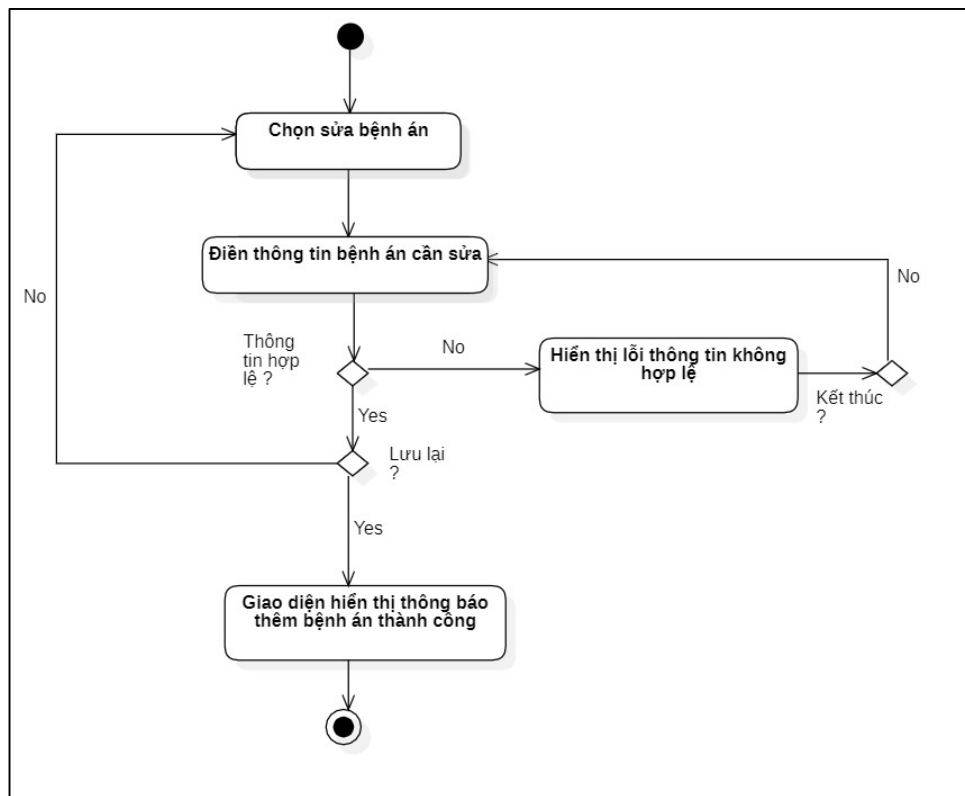 Chọn sửa bệnh án
Điền thông tin bệnh án cần sửa
No
No
Thông
tin hợp
lệ ?
No
Hiển thị lỗi thông tin không
hợp lệ
Kết thúc
?
Yes
Lưu lại
?
Yes
Giao diện hiển thị thông báo
thêm bệnh án thành công